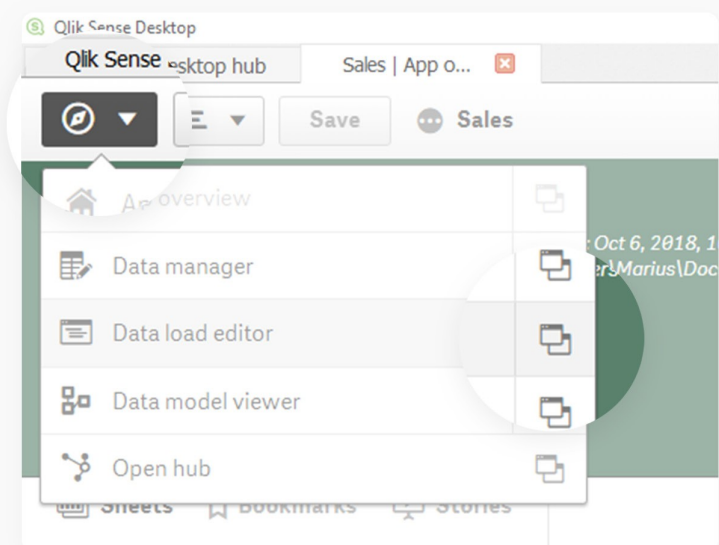 Qlik Sense Desktop
Qlik Sense
sktop hub
Sales | App o...
Save
Sales
overview
Data manager
Data load editor
Data model viewer
Open hub
Oct 6, 2018, 1
er\Marius\Doc
Sheets
Bookmarks
Stories